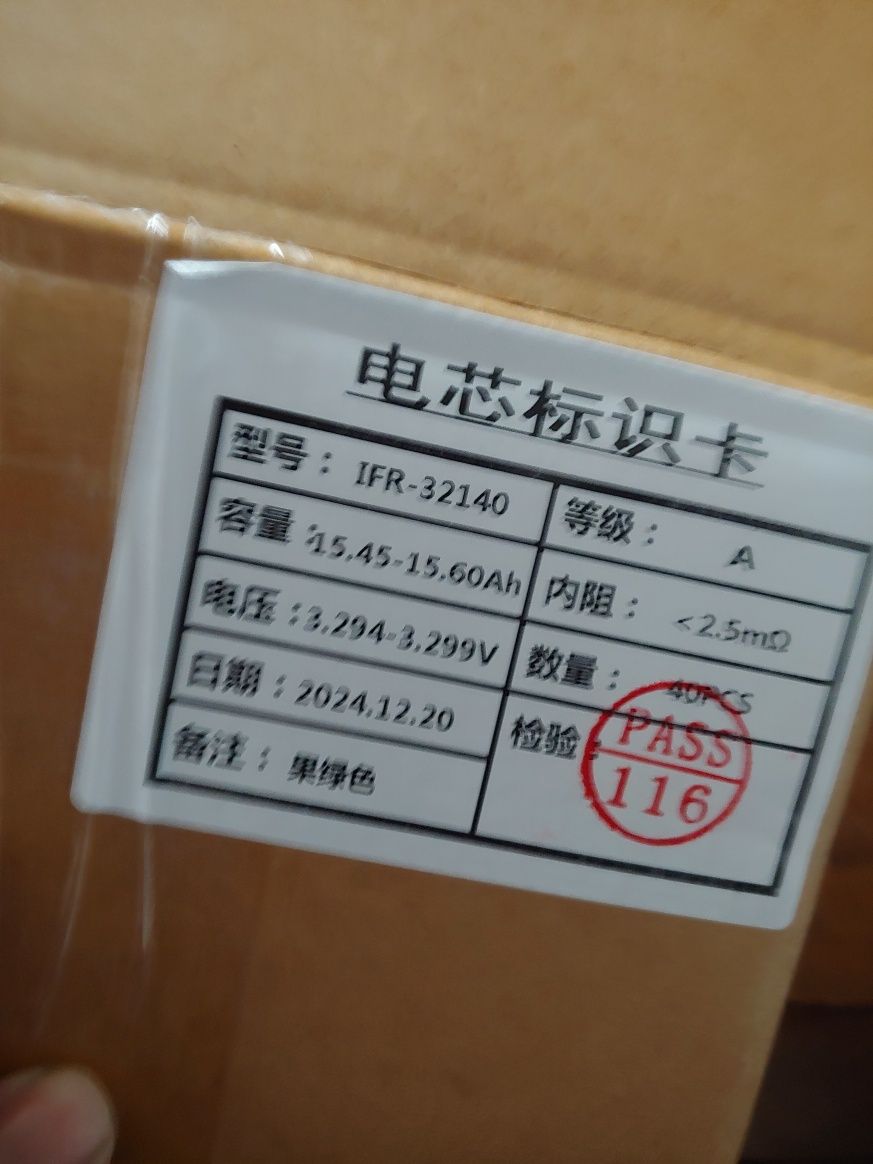 电芯标识卡
型号： IFR-32140 等级： A
容量：15.45-15.60Ah 内阻： <2.5mΩ
电压：3.294-3.299V 数量： 40PCS
日期：2024.12.20 检验：
备注： 果绿色
PASS
116